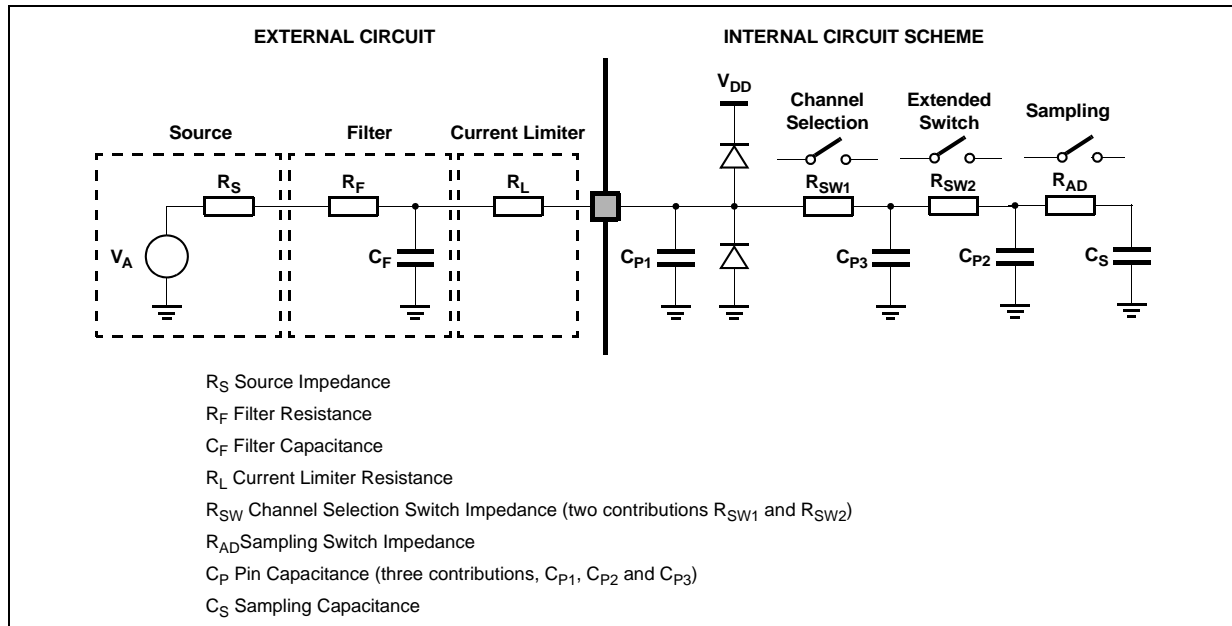 EXTERNAL CIRCUIT
INTERNAL CIRCUIT SCHEME
VDD
Channel
Selection
Extended
Switch
Sampling
Source
Filter
Current Limiter
RS
RF
RL
RSW1
RSW2
RAD
VA
CF
CP1
CP3
CP2
CS
RS Source Impedance
RF Filter Resistance
CF Filter Capacitance
RL Current Limiter Resistance
RSW Channel Selection Switch Impedance (two contributions RSW1 and RSW2)
RADSampling Switch Impedance
CP Pin Capacitance (three contributions, CP1, CP2 and CP3)
CS Sampling Capacitance